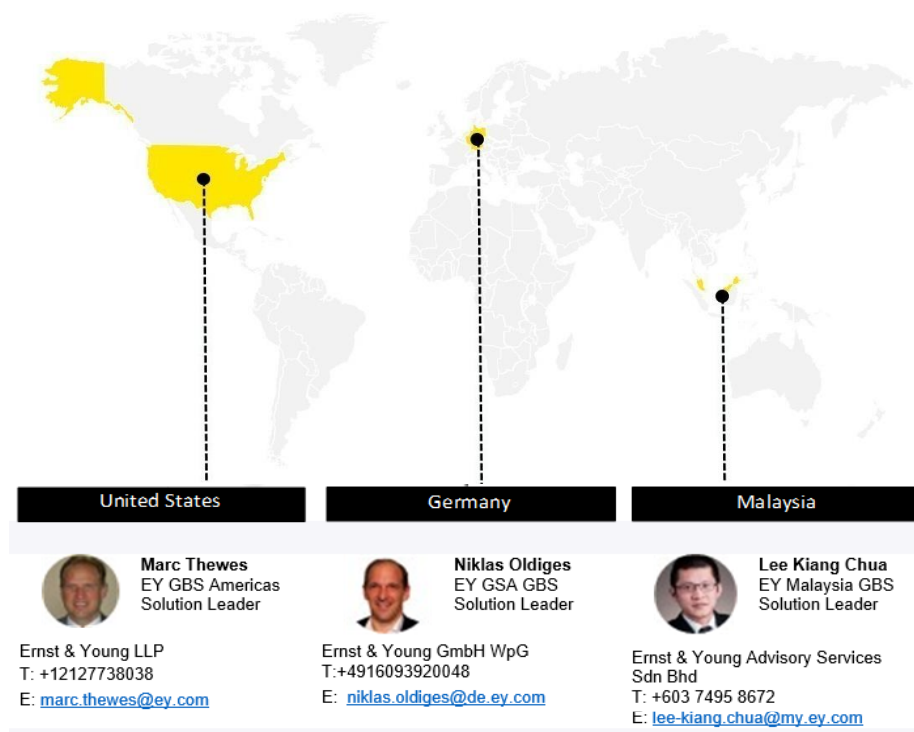 United States
Germany
Malaysia
Marc Thewes
EY GBS Americas
Solution Leader
Ernst & Young LLP
T: +12127738038
E: marc.thewes@ey.com
Niklas Oldiges
EY GSA GBS
Solution Leader
Ernst & Young GmbH WpG
T:+4916093920048
E: niklas.oldiges@de.ey.com
Lee Kiang Chua
EY Malaysia GBS
Solution Leader
Ernst & Young Advisory Services
Sdn Bhd
T: +603 7495 8672
E: lee-kiang.chua@my.ey.com